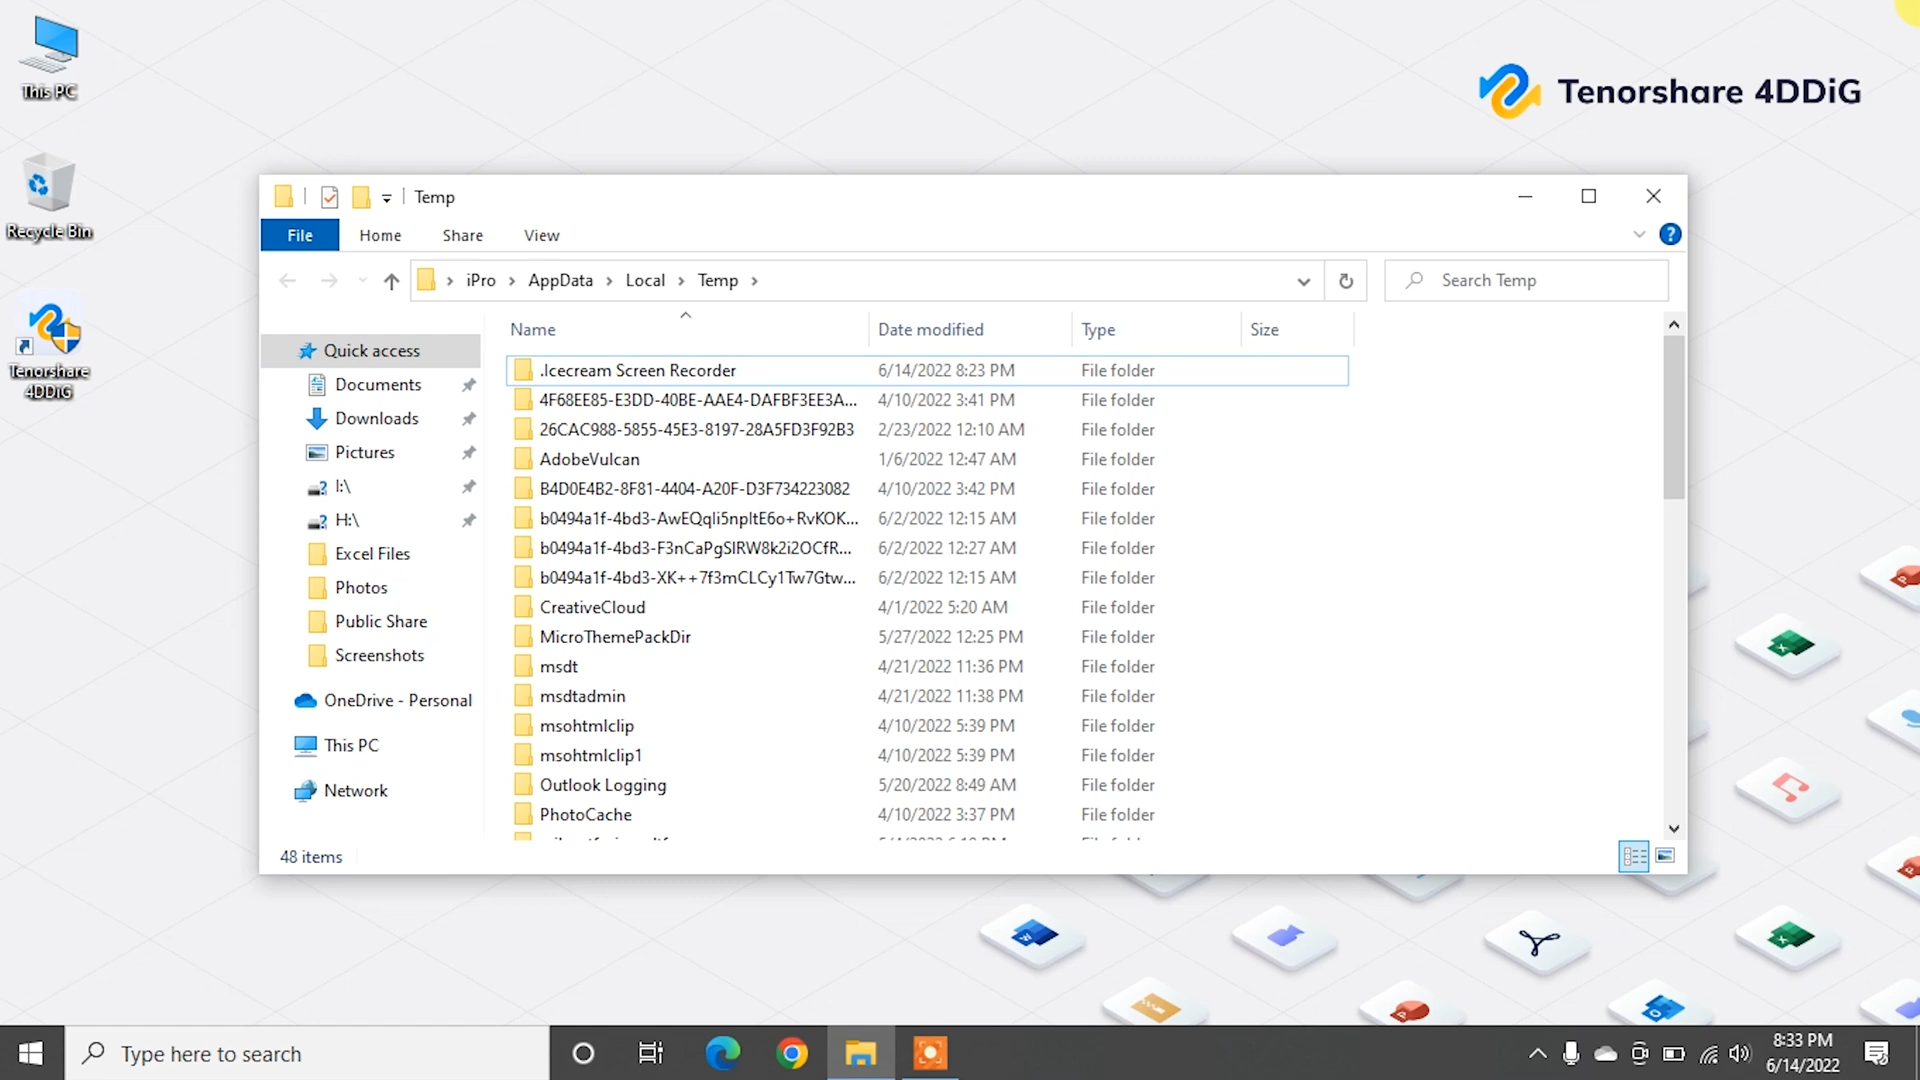 This PC
Tenorshare 4DDiG
Recycle Bin
Tenorshare
4DDiG
Temp
File Home Share View
iPro AppData Local Temp
Search Temp
Name Date modified Type Size
Quick access
Documents
Downloads
Pictures
I:\
H:\
Excel Files
Photos
Public Share
Screenshots
OneDrive - Personal
This PC
Network
.Icecream Screen Recorder 6/14/2022 8:23 PM File folder
4F68EE85-E3DD-40BE-AAE4-DAFBF3EE3A... 4/10/2022 3:41 PM File folder
26CAC988-5855-45E3-8197-28A5FD3F92B3 2/23/2022 12:10 AM File folder
AdobeVulcan 1/6/2022 12:47 AM File folder
B4D0E4B2-8F81-4404-A20F-D3F734223082 4/10/2022 3:42 PM File folder
b0494a1f-4bd3-AwEQqli5npltE6o+RvKOK... 6/2/2022 12:15 AM File folder
b0494a1f-4bd3-F3nCaPgSlRW8k2i2OCfR... 6/2/2022 12:27 AM File folder
b0494a1f-4bd3-XK++7f3mCLCy1Tw7Gtw... 6/2/2022 12:15 AM File folder
CreativeCloud 4/1/2022 5:20 AM File folder
MicroThemePackDir 5/27/2022 12:25 PM File folder
msdt 4/21/2022 11:36 PM File folder
msdtadmin 4/21/2022 11:38 PM File folder
msohtmlclip 4/10/2022 5:39 PM File folder
msohtmlclip1 4/10/2022 5:39 PM File folder
Outlook Logging 5/20/2022 8:49 AM File folder
PhotoCache 4/10/2022 3:37 PM File folder
48 items
Type here to search
8:33 PM
6/14/2022